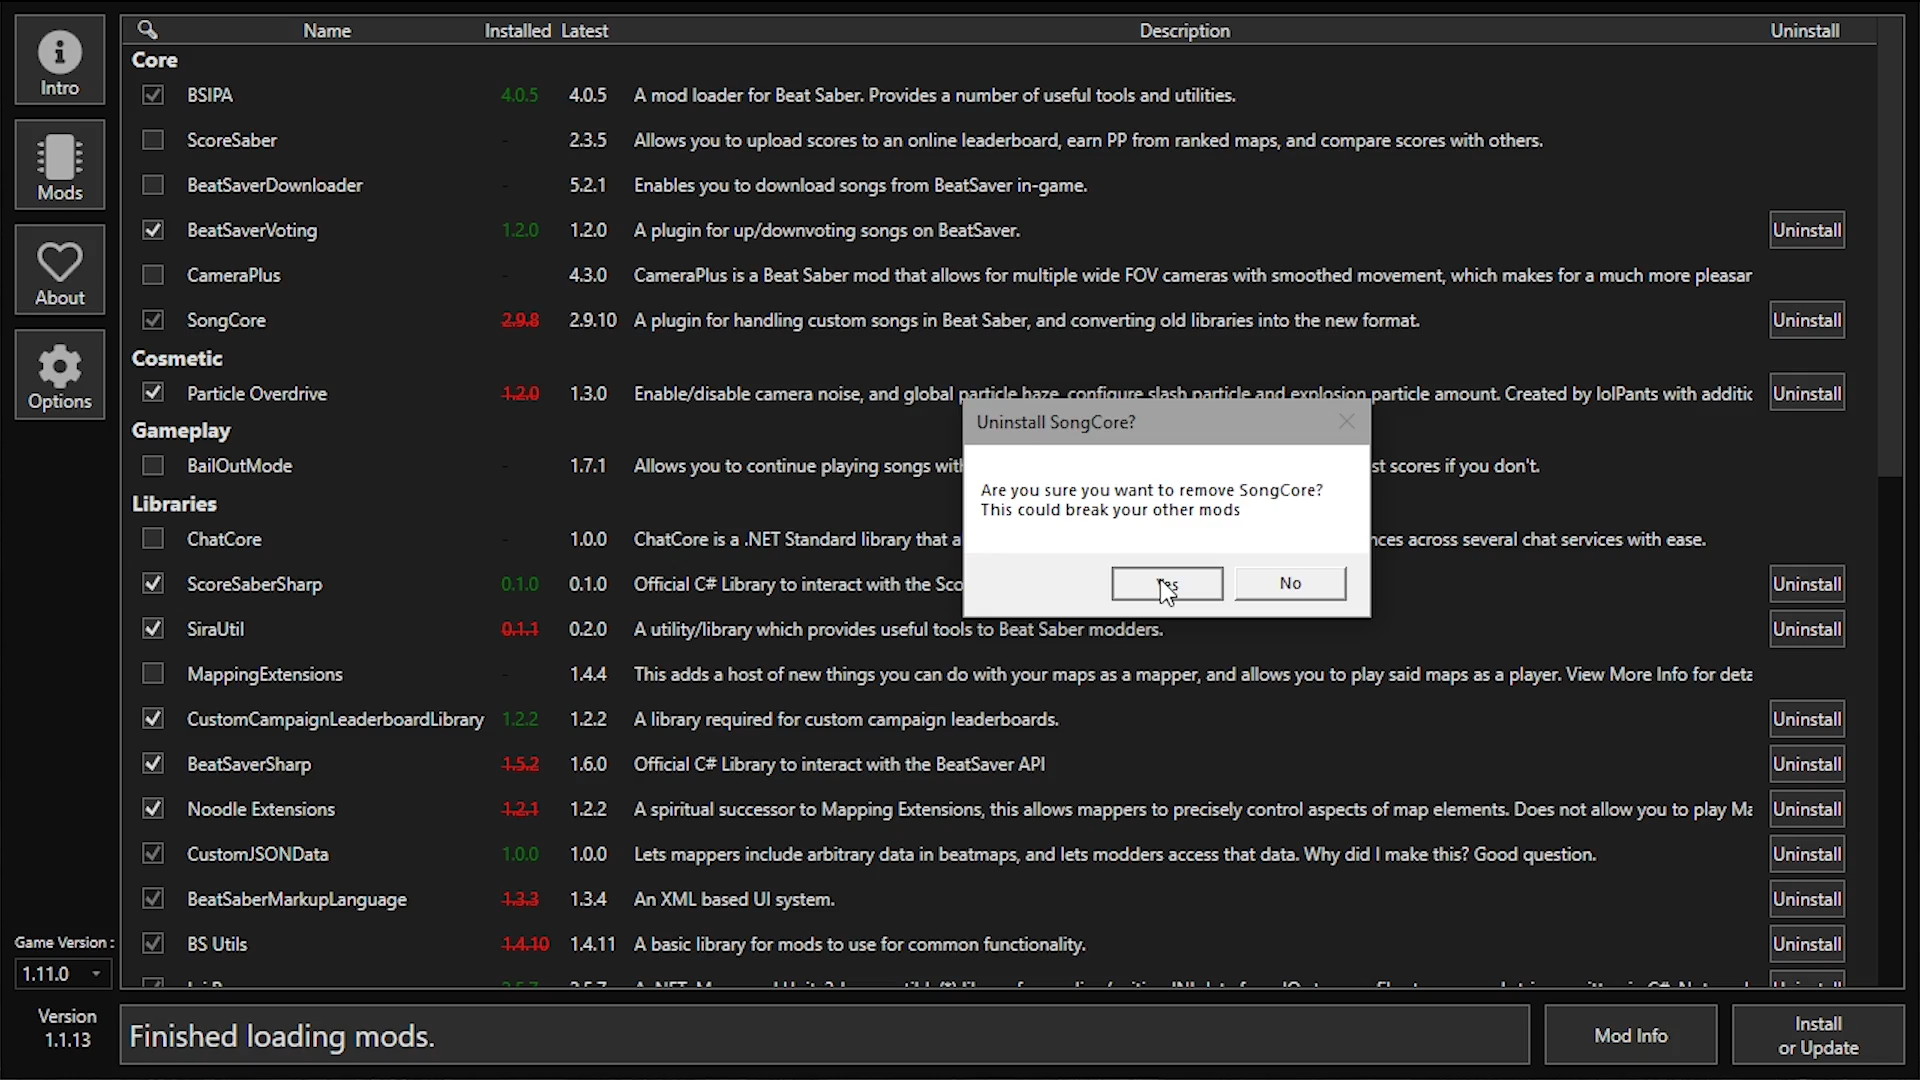 Intro
Mods
About
Options
Game Version :
1.11.0
Version
1.1.13
Name Installed Latest Description Uninstall
Core
BSIPA 4.0.5 4.0.5 A mod loader for Beat Saber. Provides a number of useful tools and utilities.
ScoreSaber - 2.3.5 Allows you to upload scores to an online leaderboard, earn PP from ranked maps, and compare scores with others.
BeatSaverDownloader - 5.2.1 Enables you to download songs from BeatSaver in-game.
BeatSaverVoting 1.2.0 1.2.0 A plugin for up/downvoting songs on BeatSaver. Uninstall
CameraPlus - 4.3.0 CameraPlus is a Beat Saber mod that allows for multiple wide FOV cameras with smoothed movement, which makes for a much more pleasar
SongCore 2.9.8 2.9.10 A plugin for handling custom songs in Beat Saber, and converting old libraries into the new format. Uninstall
Cosmetic
Particle Overdrive 1.2.0 1.3.0 Enable/disable camera noise, and global particle haze, configure slash particle and explosion particle amount. Created by lolPants with additic Uninstall
Gameplay
BailOutMode - 1.7.1 Allows you to continue playing songs wit st scores if you don't.
Libraries
ChatCore - 1.0.0 ChatCore is a .NET Standard library that a nces across several chat services with ease.
ScoreSaberSharp 0.1.0 0.1.0 Official C# Library to interact with the Sco Uninstall
SiraUtil 0.1.1 0.2.0 A utility/library which provides useful tools to Beat Saber modders. Uninstall
MappingExtensions - 1.4.4 This adds a host of new things you can do with your maps as a mapper, and allows you to play said maps as a player. View More Info for deta
CustomCampaignLeaderboardLibrary 1.2.2 1.2.2 A library required for custom campaign leaderboards. Uninstall
BeatSaverSharp 1.5.2 1.6.0 Official C# Library to interact with the BeatSaver API Uninstall
Noodle Extensions 1.2.1 1.2.2 A spiritual successor to Mapping Extensions, this allows mappers to precisely control aspects of map elements. Does not allow you to play Ma Uninstall
CustomJSONData 1.0.0 1.0.0 Lets mappers include arbitrary data in beatmaps, and lets modders access that data. Why did I make this? Good question. Uninstall
BeatSaberMarkupLanguage 1.3.3 1.3.4 An XML based UI system. Uninstall
BS Utils 1.4.10 1.4.11 A basic library for mods to use for common functionality. Uninstall
Uninstall SongCore?
Are you sure you want to remove SongCore?
This could break your other mods
Yes No
Finished loading mods.
Mod Info
Install
or Update